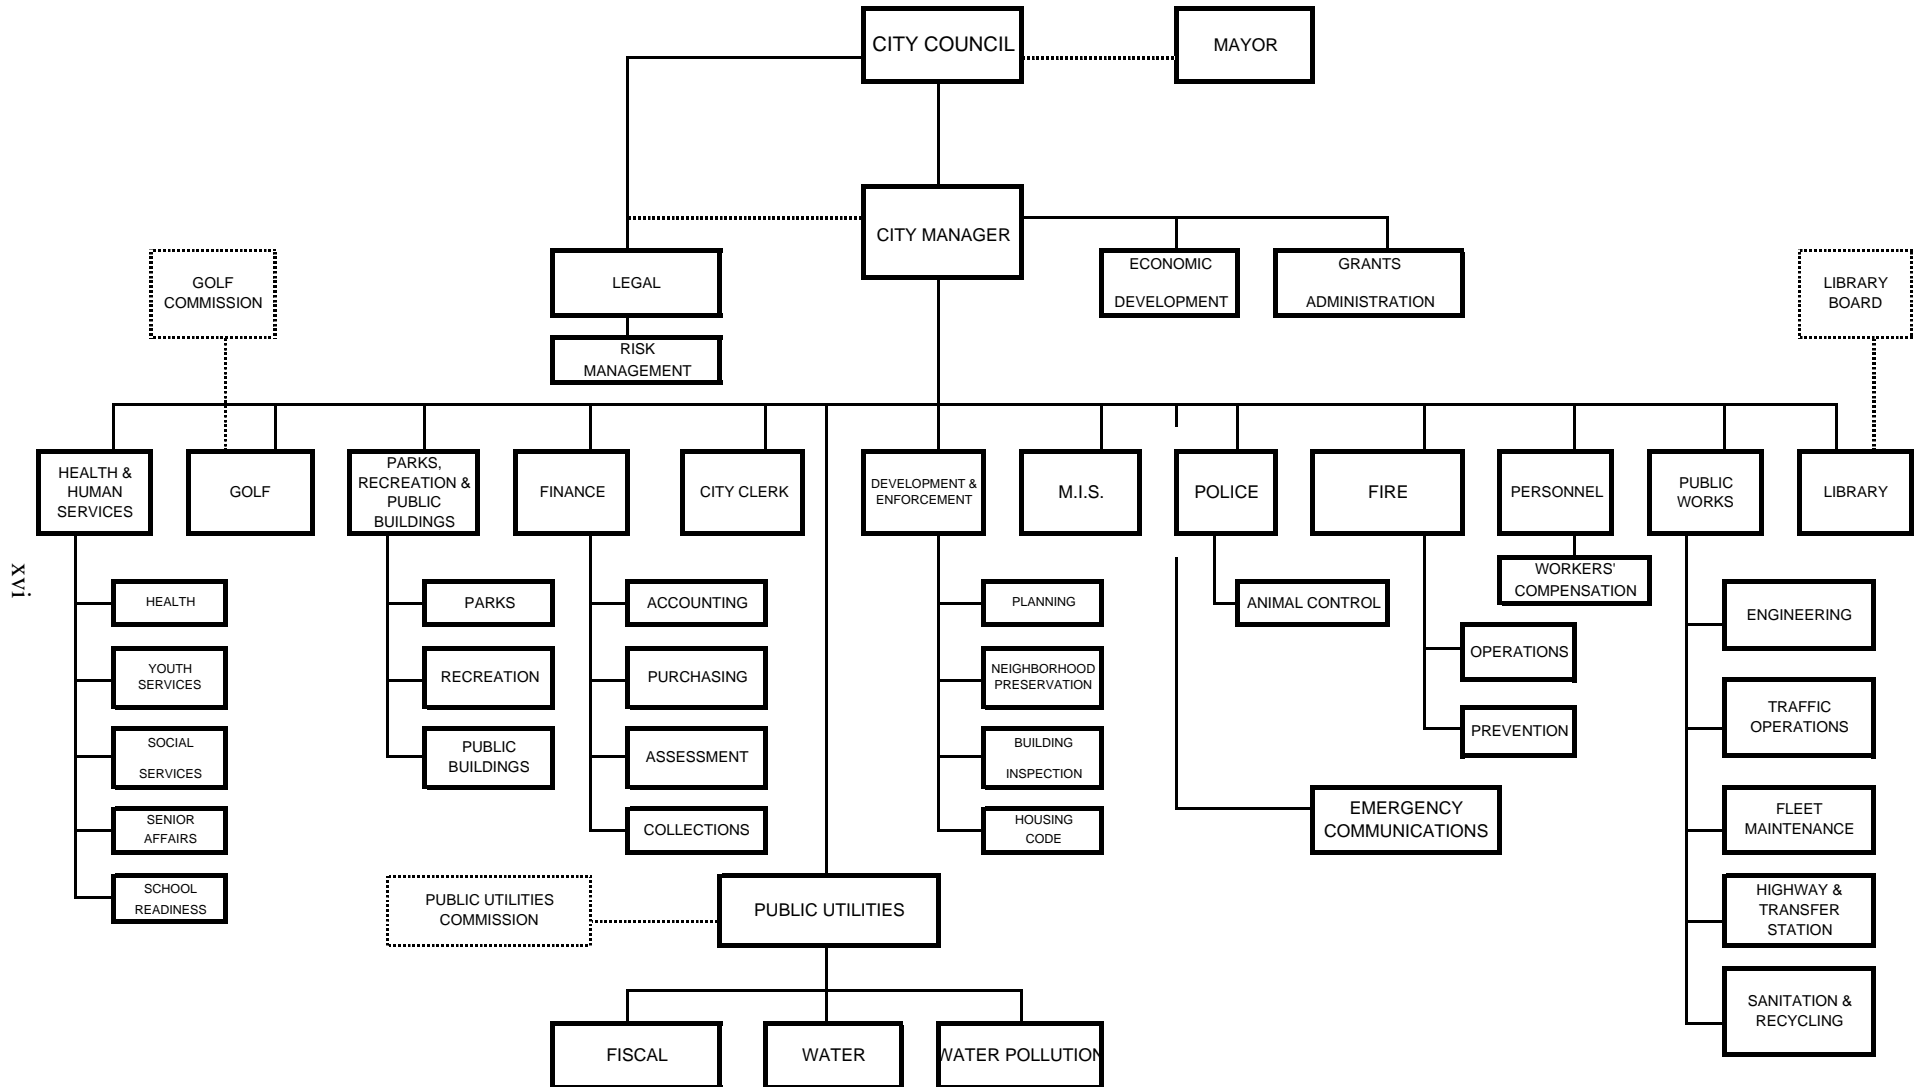 CITY COUNCIL
MAYOR
CITY MANAGER
GOLF
COMMISSION
LEGAL
ECONOMIC
DEVELOPMENT
GRANTS
ADMINISTRATION
LIBRARY
BOARD
RISK
MANAGEMENT
HEALTH &
HUMAN
SERVICES
GOLF
PARKS,
RECREATION &
PUBLIC
BUILDINGS
FINANCE
CITY CLERK
DEVELOPMENT &
ENFORCEMENT
M.I.S.
POLICE
FIRE
PERSONNEL
PUBLIC
WORKS
LIBRARY
xvi
HEALTH
YOUTH
SERVICES
SOCIAL
SERVICES
SENIOR
AFFAIRS
SCHOOL
READINESS
PARKS
RECREATION
PUBLIC
BUILDINGS
ACCOUNTING
PURCHASING
ASSESSMENT
COLLECTIONS
PLANNING
NEIGHBORHOOD
PRESERVATION
BUILDING
INSPECTION
HOUSING
CODE
ANIMAL CONTROL
EMERGENCY
COMMUNICATIONS
OPERATIONS
PREVENTION
WORKERS'
COMPENSATION
ENGINEERING
TRAFFIC
OPERATIONS
FLEET
MAINTENANCE
HIGHWAY &
TRANSFER
STATION
SANITATION &
RECYCLING
PUBLIC UTILITIES
COMMISSION
PUBLIC UTILITIES
FISCAL
WATER
WATER POLLUTION